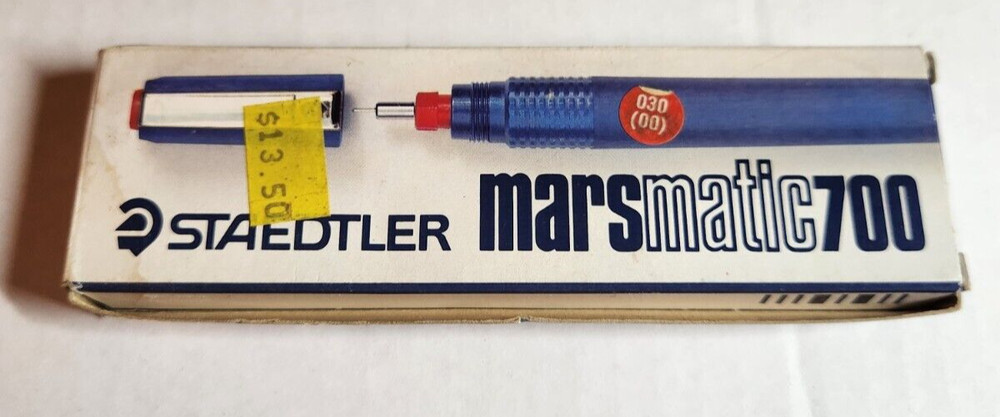 030
(00)
$13.50
STAEDTLER
marsmatic700